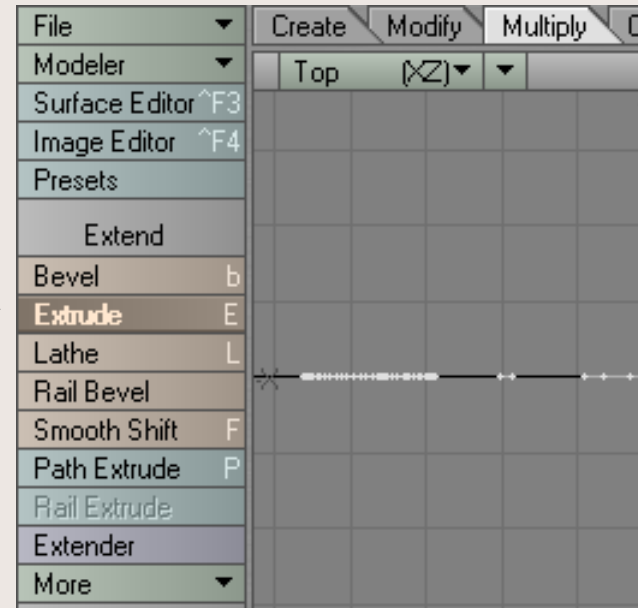 File
Create Modify Multiply
Modeler
Top (XZ)
Surface Editor ^F3
Image Editor ^F4
Presets
Extend
Bevel b
Extrude E
Lathe L
Rail Bevel
Smooth Shift F
Path Extrude P
Rail Extrude
Extender
More